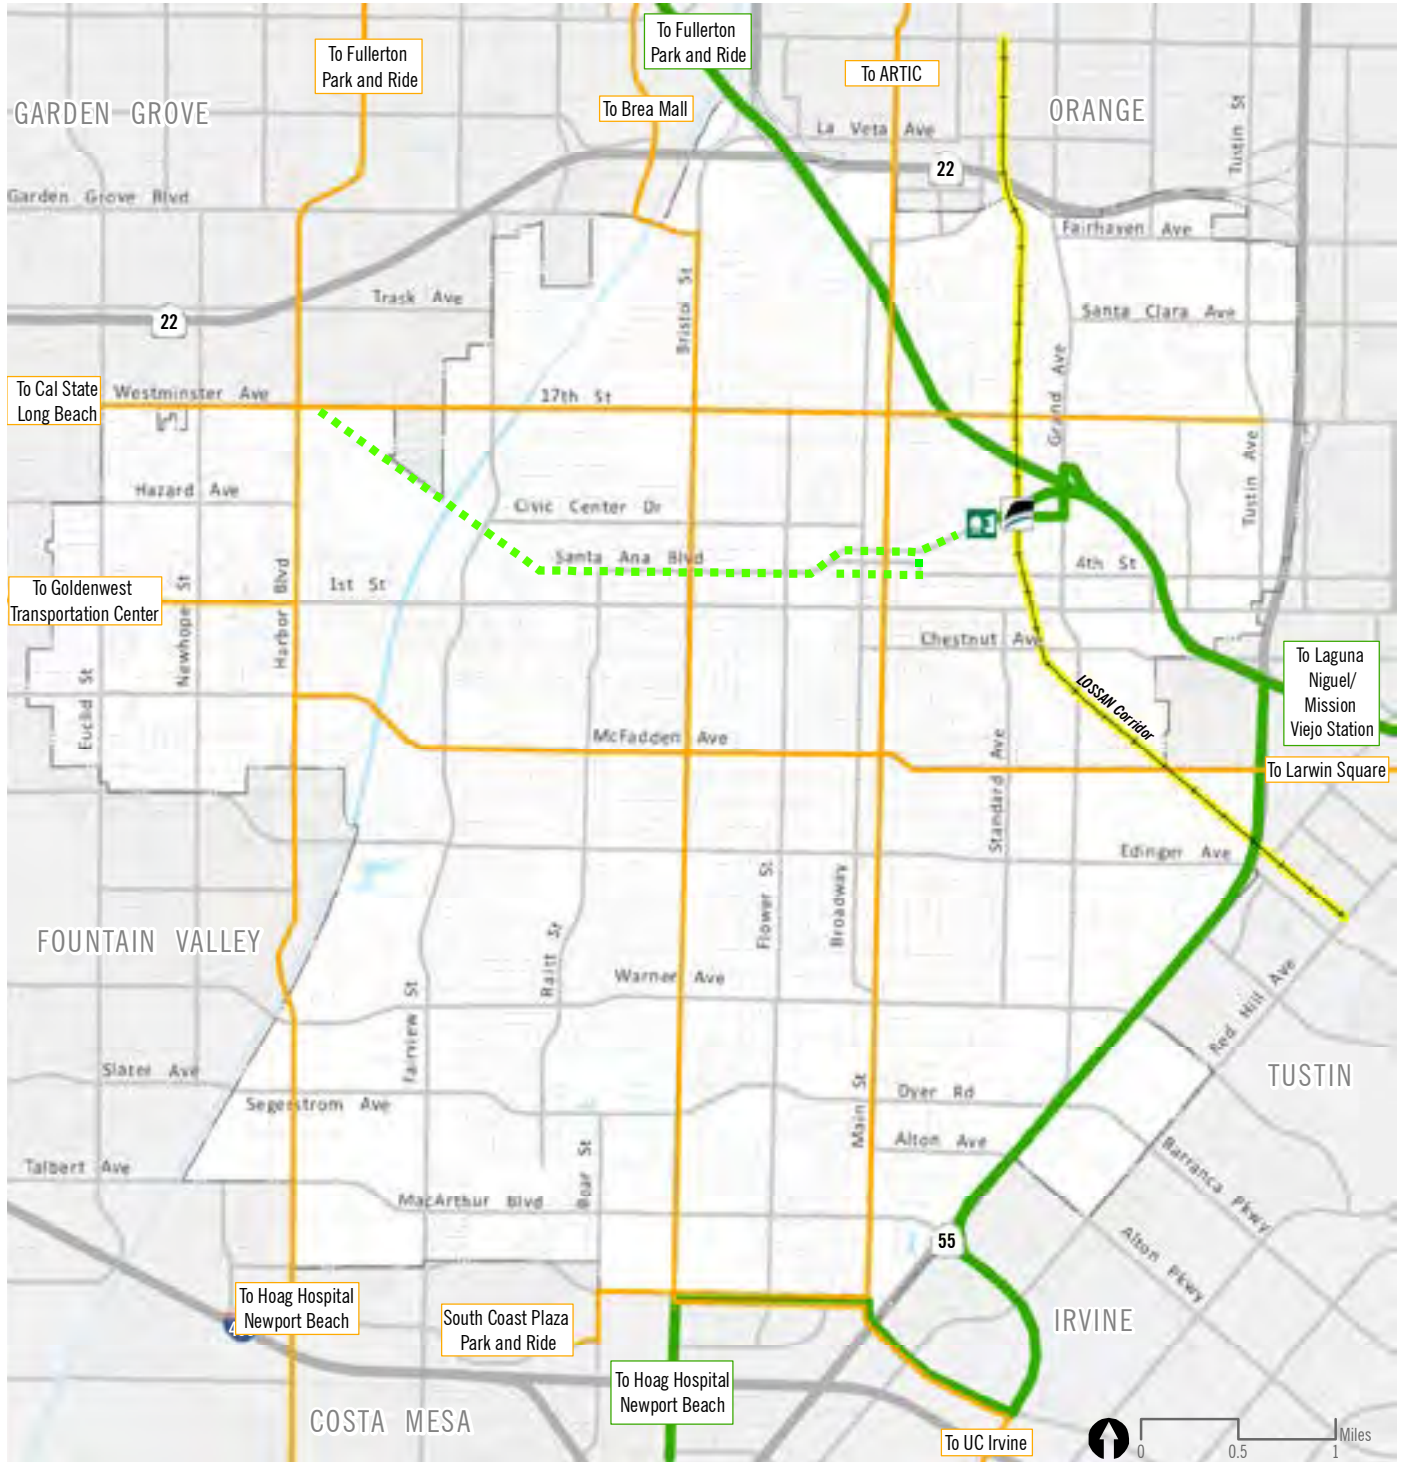 To Fullerton
Park and Ride
To Fullerton
Park and Ride
To ARTIC
To Brea Mall
GARDEN GROVE
ORANGE
La Veta Ave
Tustin St
22
Garden Grove Blvd
Fairhaven Ave
Trask Ave
Bristol St
Santa Clara Ave
22
Grand Ave
To Cal State
Long Beach
Westminster Ave
17th St
Tustin Ave
Hazard Ave
Civic Center Dr
Santa Ana Blvd
4th St
To Goldenwest
Transportation Center
1st St
Newhope St
Harbor Blvd
Chestnut Ave
Euclid St
To Laguna
Niguel/
Mission
Viejo Station
LOSSAN Corridor
McFadden Ave
Standard Ave
To Larwin Square
Edinger Ave
Flower St
Broadway
FOUNTAIN VALLEY
Raitt St
Warner Ave
Fairview St
Red Hill Ave
Slater Ave
TUSTIN
Segerstrom Ave
Main St
Dyer Rd
Alton Ave
Talbert Ave
Bear St
Barranca Pkwy
MacArthur Blvd
55
Alton Pkwy
To Hoag Hospital
Newport Beach
South Coast Plaza
Park and Ride
IRVINE
To Hoag Hospital
Newport Beach
COSTA MESA
To UC Irvine
Miles
0
0.5
1